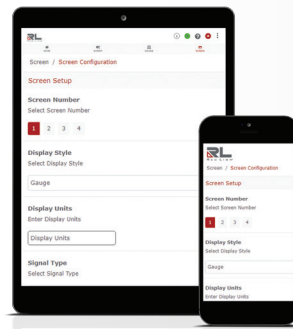 Screen / Screen Configuration
Screen Setup
Screen Number
Select Screen Number
1 2 3 4
Display Style
Select Display Style
Gauge
Display Units
Enter Display Units
Display Units
Signal Type
Select Signal Type
RL
Screen / Screen Configuration
Screen Setup
Screen Number
Select Screen Number
1 2 3 4
Display Style
Select Display Style
Gauge
Display Units
Enter Display Units